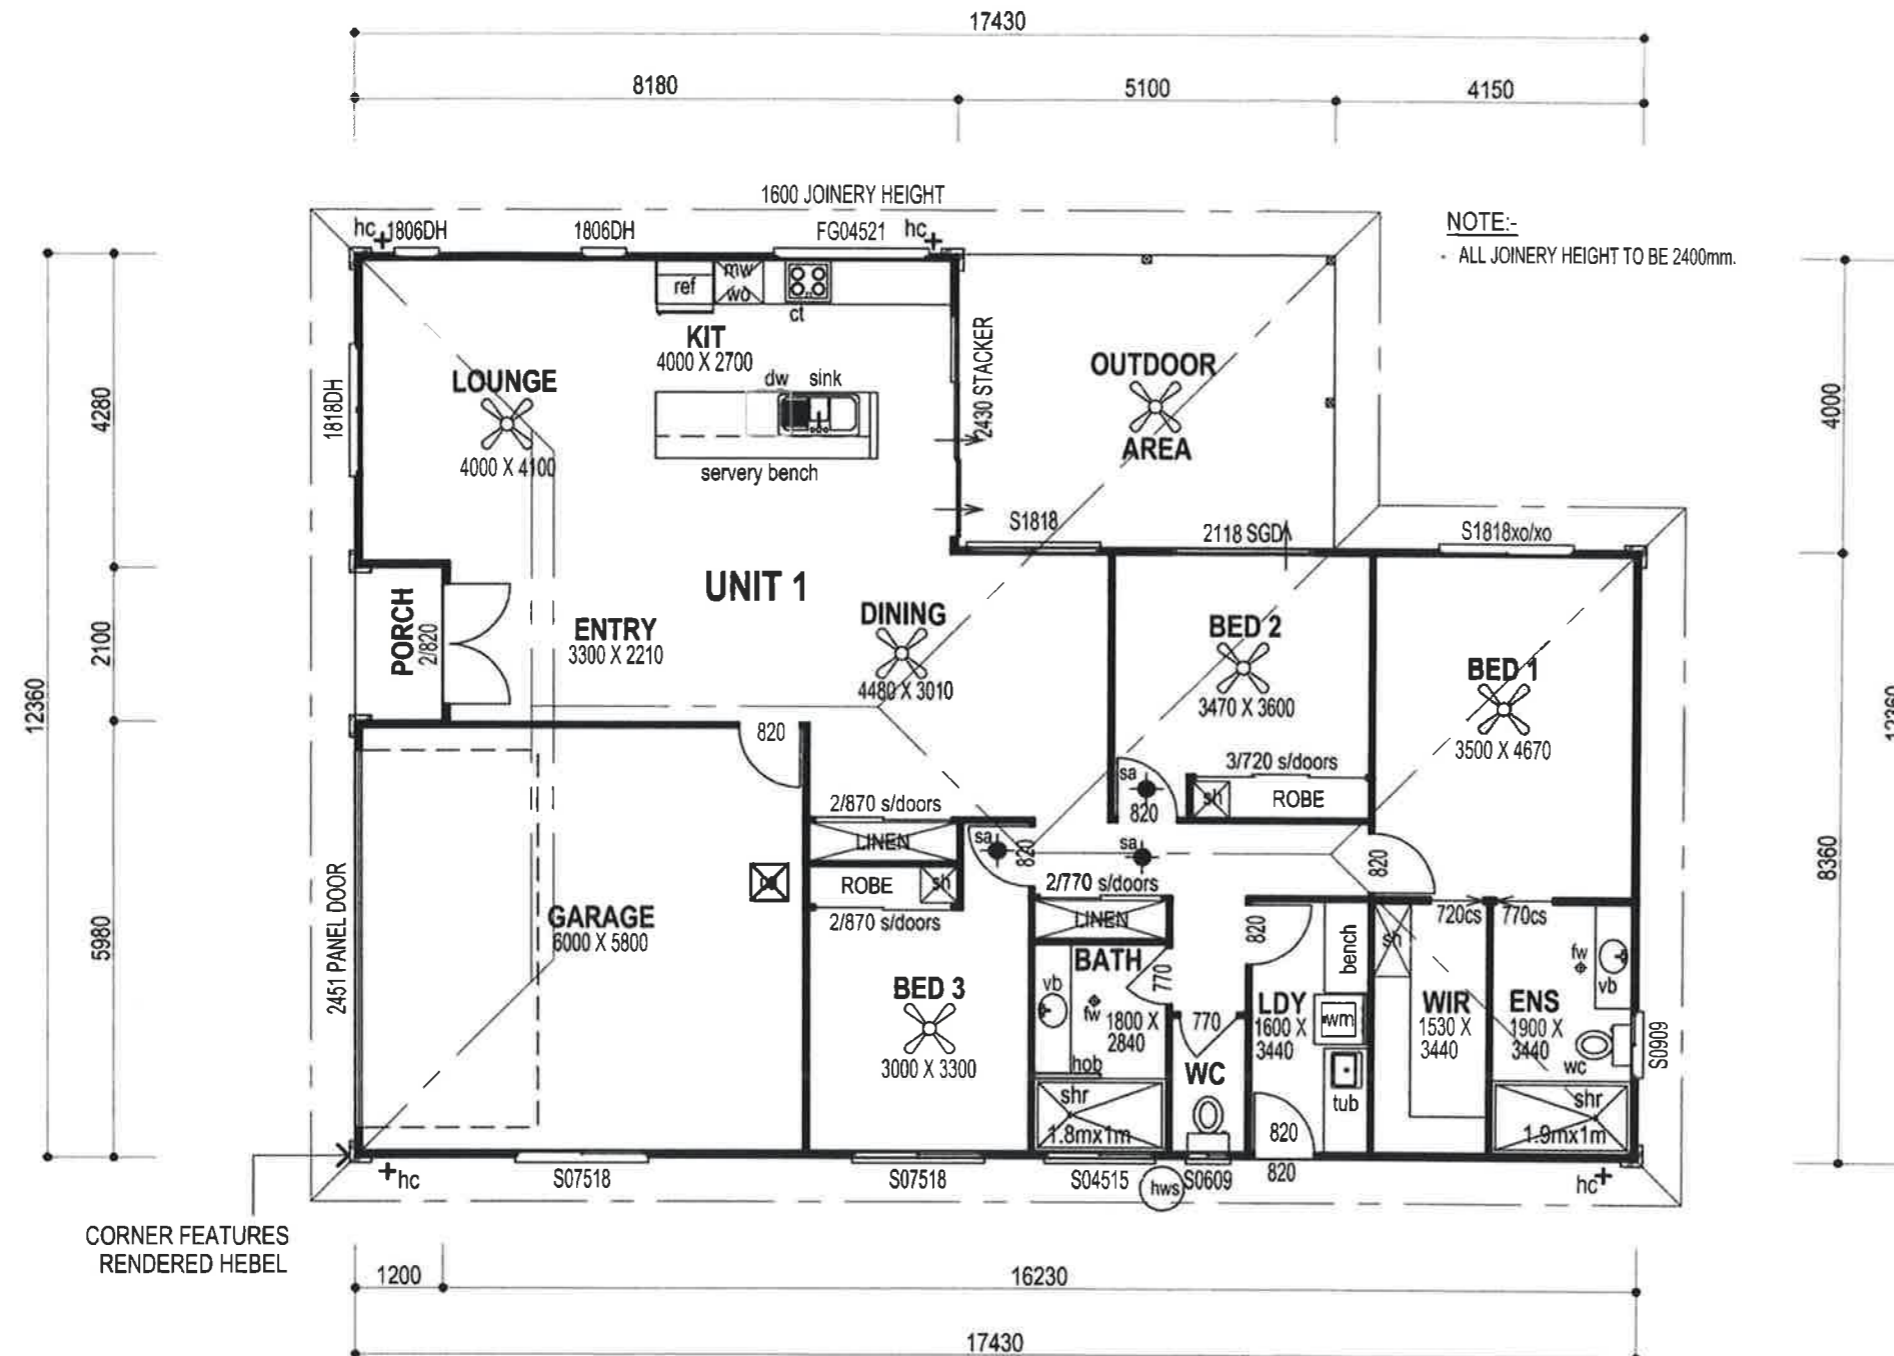 17430
8180
5100
4150
1600 JOINERY HEIGHT
hc
1806DH
1806DH
FG04521
hc
NOTE:-
- ALL JOINERY HEIGHT TO BE 2400mm.
ref
mw
wo
ct
KIT
4000 X 2700
dw
sink
servery bench
LOUNGE
4000 X 4100
1818DH
2430 STACKER
OUTDOOR
AREA
4280
4000
12360
12360
S1818
2118 SGD
S1818xo/xo
UNIT 1
PORCH
2/820
ENTRY
3300 X 2210
DINING
4480 X 3010
BED 2
3470 X 3600
BED 1
3500 X 4670
2100
820
3/720 s/doors
sa
820
sh
ROBE
2/870 s/doors
LINEN
sa
820
sa
820
8360
ROBE
sh
2/870 s/doors
2/770 s/doors
LINEN
720cs
770cs
2451 PANEL DOOR
GARAGE
6000 X 5800
5980
820
bench
sh
fw
vb
BATH
vb
fw
1800 X
2840
770
hob
BED 3
3000 X 3300
770
WC
LDY
1600 X
3440
wm
tub
WIR
1530 X
3440
ENS
1900 X
3440
wc
S0909
shr
1.8mx1m
820
shr
1.9mx1m
hc
S07518
S07518
S04515
hws
S0609
820
hc
CORNER FEATURES
RENDERED HEBEL
1200
16230
17430